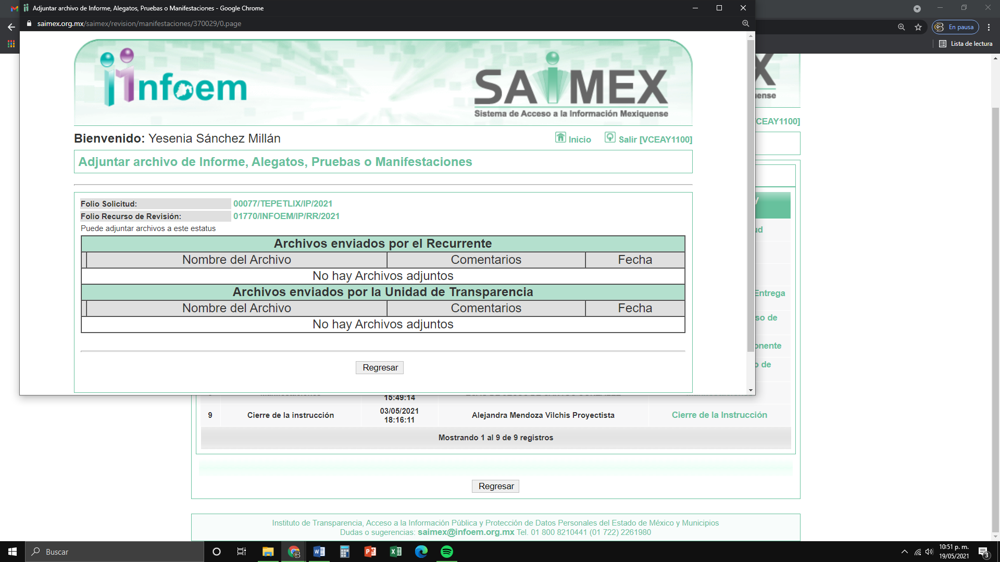 Adjuntar archivo de Informe, Alegatos, Pruebas o Manifestaciones - Google Chrome
saimex.org.mx/saimex/revision/manifestaciones/370029/0.page
En pausa
Lista de lectura
infoem
SAIMEX
Sistema de Acceso a la Información Mexiquense
ense
Bienvenido: Yesenia Sánchez Millán
Inicio
Salir [VCEAY1100]
CEAY1100]
Adjuntar archivo de Informe, Alegatos, Pruebas o Manifestaciones
Folio Solicitud: 00077/TEPETLIX/IP/2021
Folio Recurso de Revisión: 01770/INFOEM/IP/RR/2021
Puede adjuntar archivos a este estatus
Archivos enviados por el Recurrente
Nombre del Archivo Comentarios Fecha
No hay Archivos adjuntos
Archivos enviados por la Unidad de Transparencia
Nombre del Archivo Comentarios Fecha
No hay Archivos adjuntos
Regresar
ud
Entrega
so de
onente
o de
15:49:14
9 Cierre de la instrucción 03/05/2021 18:16:11 Alejandra Mendoza Vilchis Proyectista Cierre de la Instrucción
Mostrando 1 al 9 de 9 registros
Regresar
Instituto de Transparencia, Acceso a la Información Pública y Protección de Datos Personales del Estado de México y Municipios
Dudas o sugerencias: saimex@infoem.org.mx Tel. 01 800 8210441 (01 722) 2261980
Buscar
10:51 p. m.
19/05/2021
3